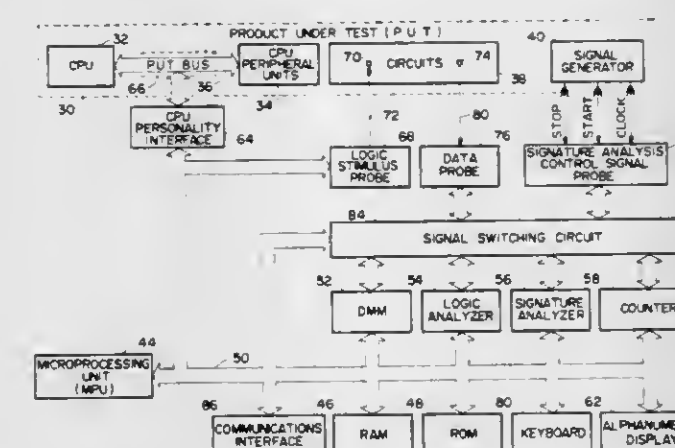 PRODUCT UNDER TEST (P U T)
32
40
CPU
PUT BUS
CPU
PERIPHERAL
UNITS
70
CIRCUITS
74
SIGNAL
GENERATOR
66
36
38
30
34
STOP
START
CLOCK
CPU
PERSONALITY
INTERFACE
64
72
68
80
76
LOGIC
STIMULUS
PROBE
DATA
PROBE
SIGNATURE ANALYSIS
CONTROL SIGNAL
PROBE
84
SIGNAL SWITCHING CIRCUIT
52
54
56
58
DMM
LOGIC
ANALYZER
SIGNATURE
ANALYZER
COUNTER
44
50
MICROPROCESSING
UNIT
(MPU)
86
46
48
80
62
COMMUNICATIONS
INTERFACE
RAM
ROM
KEYBOARD
ALPHANUME
DISPLAY